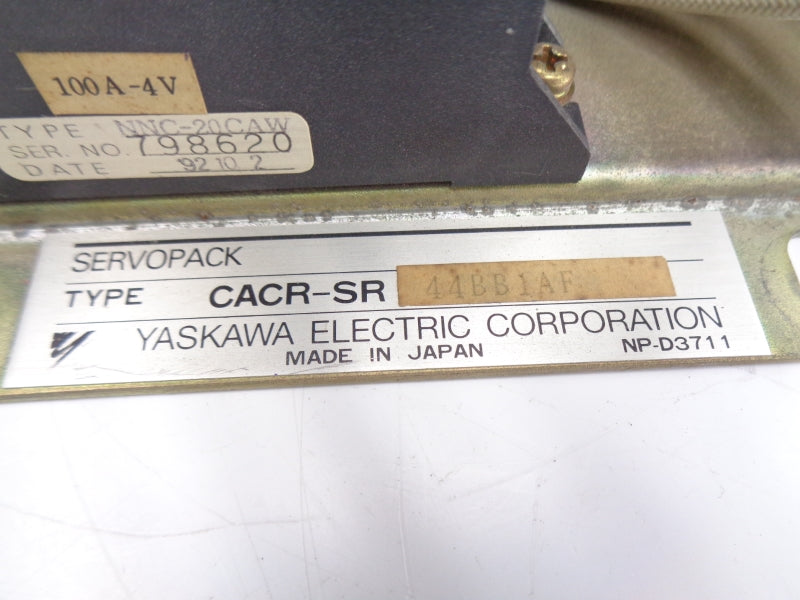 100A-4V
TYPE NNC-20CAW
SER. NO. 798620
DATE '92.10.2
SERVOPACK
TYPE CACR-SR 44BB1AF
YASKAWA ELECTRIC CORPORATION
MADE IN JAPAN NP-D3711